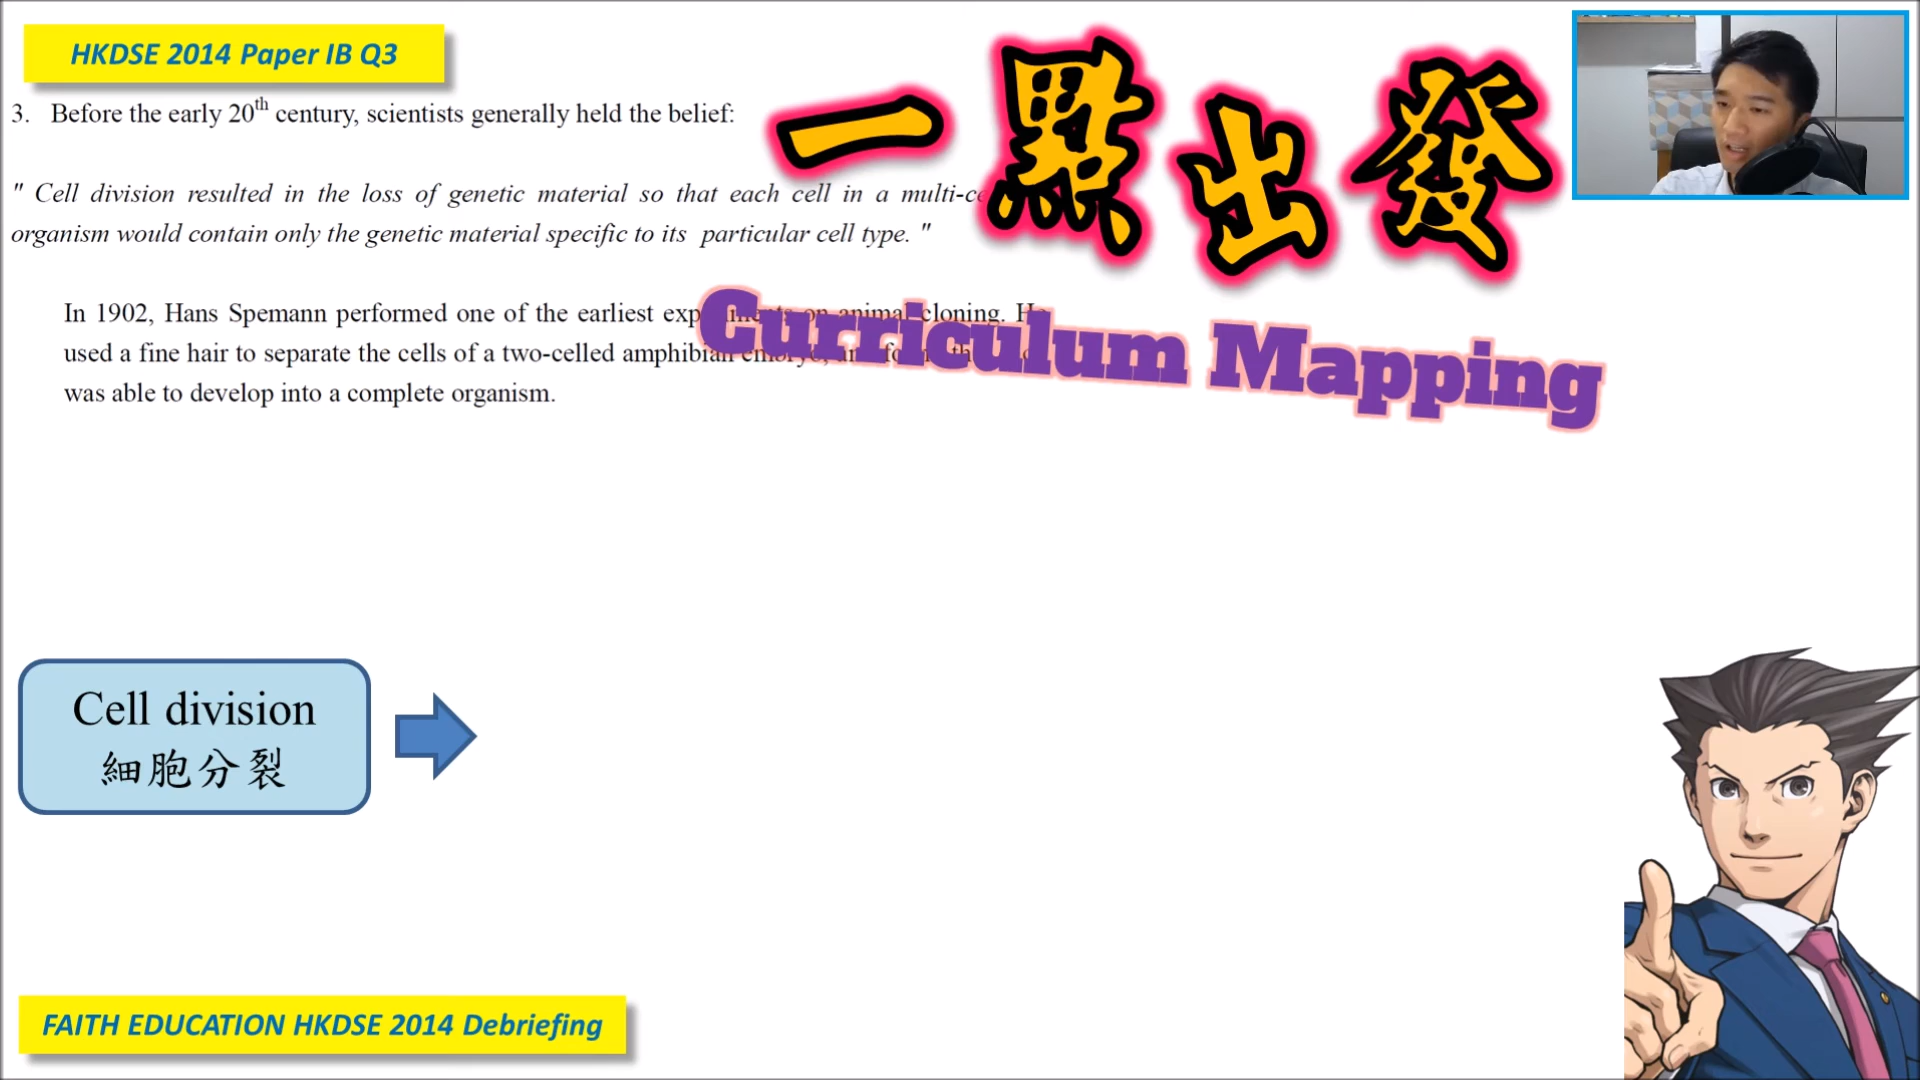 HKDSE 2014 Paper IB Q3
3. Before the early 20th century, scientists generally held the belief:
" Cell division resulted in the loss of genetic material so that each cell in a
organism would contain only the genetic material specific to its particular cell type. "
In 1902, Hans Spemann performed one of the earliest on animal cloning.
used a fine hair to separate the cells of a two-celled amphibian
was able to develop into a complete organism.
一點出發
Curriculum Mapping
Cell division
細胞分裂
FAITH EDUCATION HKDSE 2014 Debriefing